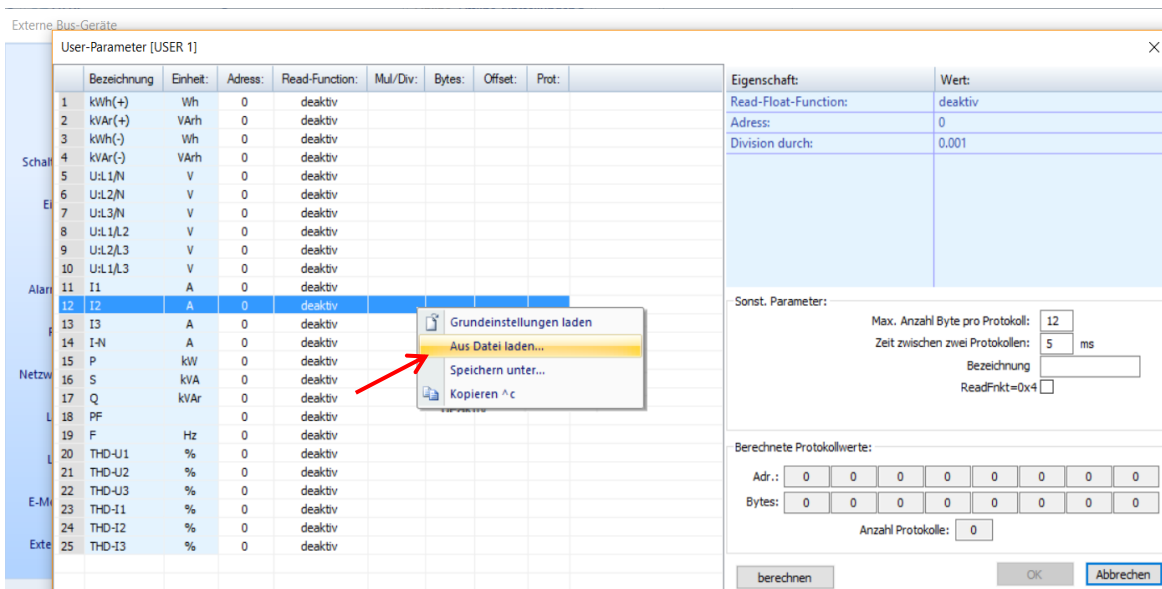 Externe Bus-Geräte
User-Parameter [USER 1]
Bezeichnung Einheit: Adress: Read-Function: Mul/Div: Bytes: Offset: Prot:
1 kWh(+) Wh 0 deaktiv
2 kVAr(+) VArh 0 deaktiv
3 kWh(-) Wh 0 deaktiv
4 kVAr(-) VArh 0 deaktiv
5 U:L1/N V 0 deaktiv
6 U:L2/N V 0 deaktiv
7 U:L3/N V 0 deaktiv
8 U:L1/L2 V 0 deaktiv
9 U:L2/L3 V 0 deaktiv
10 U:L1/L3 V 0 deaktiv
11 I1 A 0 deaktiv
12 I2 A 0 deaktiv
13 I3 A 0 deaktiv
14 I-N A 0 deaktiv
15 P kW 0 deaktiv
16 S kVA 0 deaktiv
17 Q kVAr 0 deaktiv
18 PF 0 deaktiv
19 F Hz 0 deaktiv
20 THD-U1 % 0 deaktiv
21 THD-U2 % 0 deaktiv
22 THD-U3 % 0 deaktiv
23 THD-I1 % 0 deaktiv
24 THD-I2 % 0 deaktiv
25 THD-I3 % 0 deaktiv
Grundeinstellungen laden
Aus Datei laden...
Speichern unter...
Kopieren ^c
Eigenschaft: Wert:
Read-Float-Function: deaktiv
Adress: 0
Division durch: 0.001
Sonst. Parameter:
Max. Anzahl Byte pro Protokoll: 12
Zeit zwischen zwei Protokollen: 5 ms
Bezeichnung
ReadFnkt=0x4
Berechnete Protokollwerte:
Adr.: 0 0 0 0 0 0 0 0
Bytes: 0 0 0 0 0 0 0 0
Anzahl Protokolle: 0
berechnen OK Abbrechen